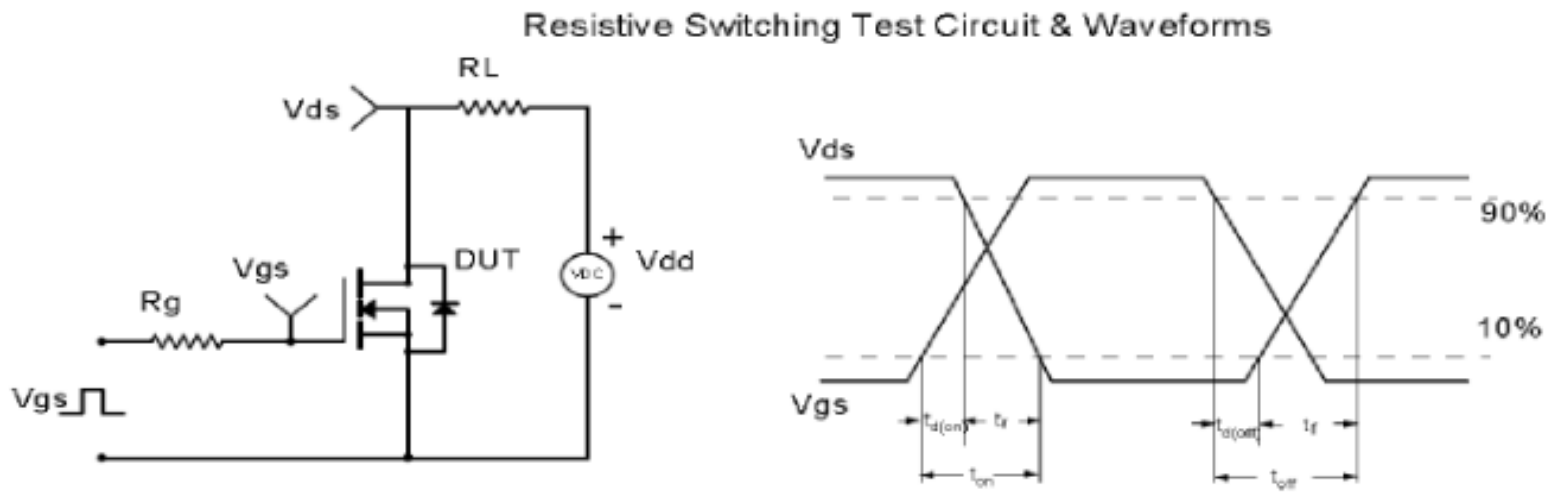 Resistive Switching Test Circuit & Waveforms
RL
Vds
Vgs
DUT
VDC
+
Vdd
-
Rg
Vgs
Vds
90%
10%
Vgs
td(on)
tr
td(off)
tf
ton
toff